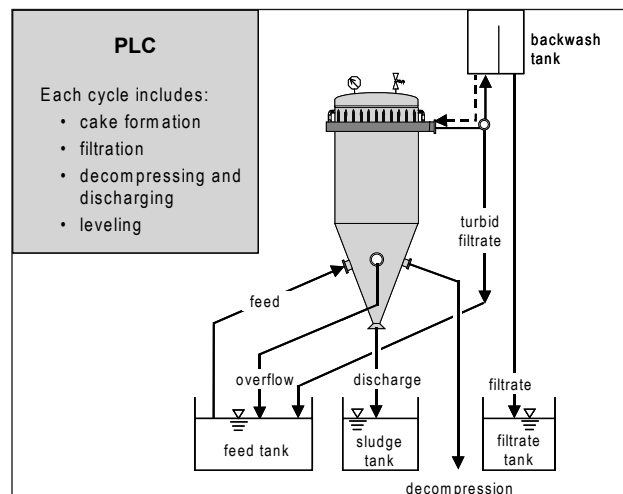 PLC
Each cycle includes:
• cake formation
• filtration
• decompressing and
discharging
• leveling
backwash
tank
turbid
filtrate
feed
overflow
discharge
filtrate
feed tank
sludge
tank
filtrate
tank
decompression